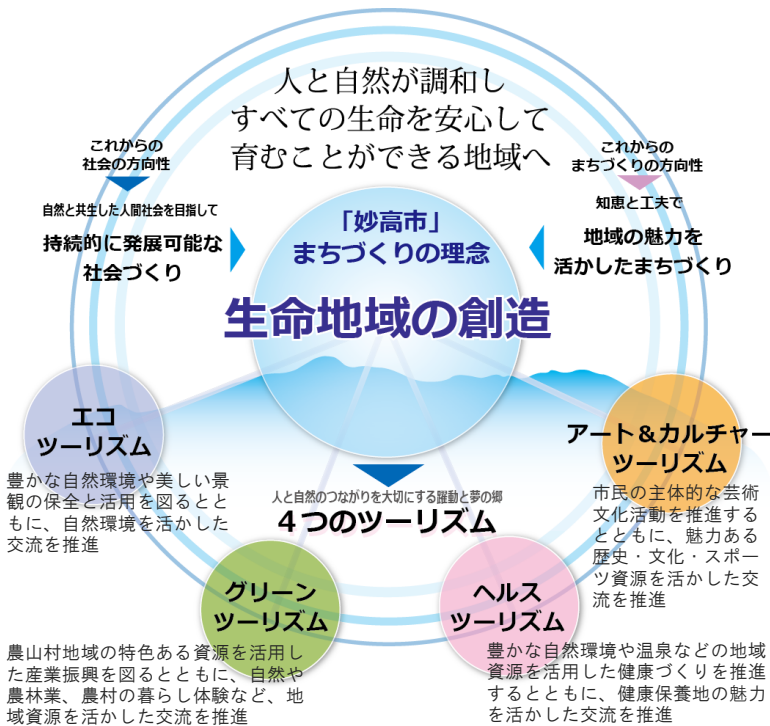 人と自然が調和し
すべての生命を安心して
育むことができる地域へ
これからの
社会の方向性
自然と共生した人間社会を目指して
持続的に発展可能な
社会づくり
これからの
まちづくりの方向性
知恵と工夫で
地域の魅力を
活かしたまちづくり
「妙高市」
まちづくりの理念
生命地域の創造
人と自然のつながりを大切にする躍動と夢の郷
4つのツーリズム
エコ
ツーリズム
豊かな自然環境や美しい景
観の保全と活用を図るとと
もに、自然環境を活かした
交流を推進
グリーン
ツーリズム
農山村地域の特色ある資源を活用し
た産業振興を図るとともに、自然や
農林業、農村の暮らし体験など、地
域資源を活かした交流を推進
ヘルス
ツーリズム
豊かな自然環境や温泉などの地域
資源を活用した健康づくりを推進
するとともに、健康保養地の魅力
を活かした交流を推進
アート&カルチャー
ツーリズム
市民の主体的な芸術
文化活動を推進する
とともに、魅力ある
歴史・文化・スポー
ツ資源を活かした交
流を推進